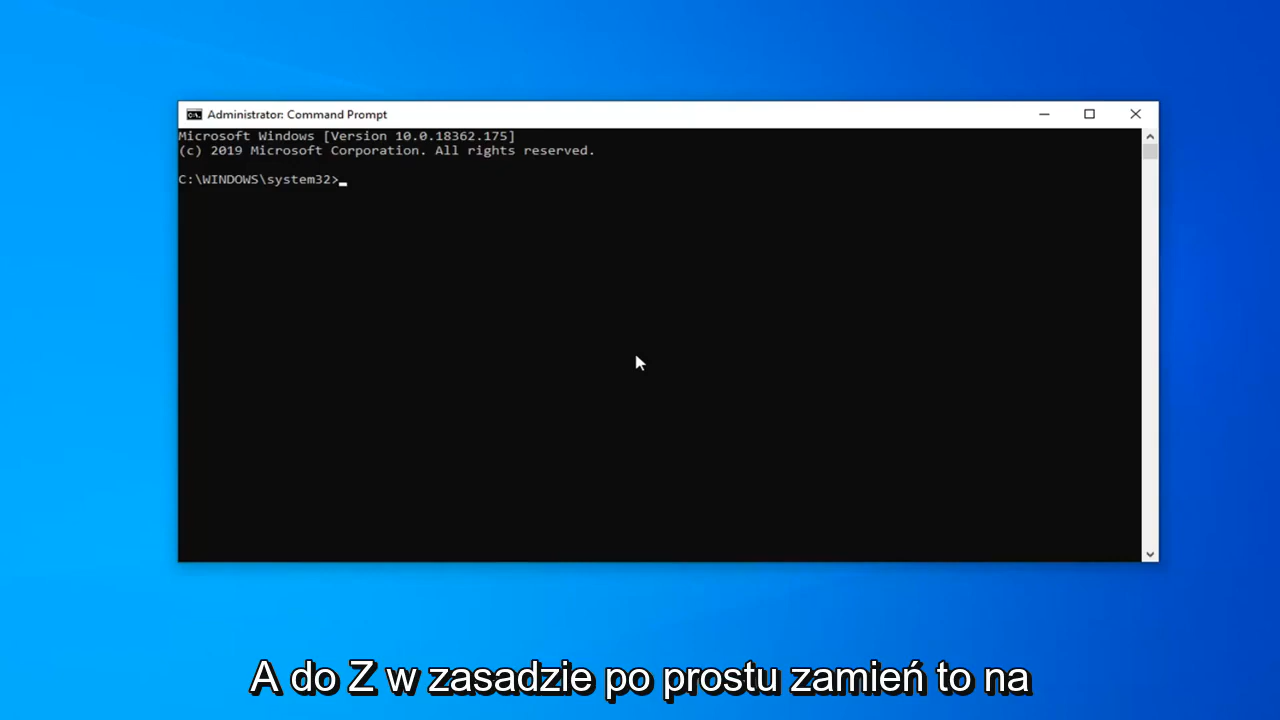 Administrator: Command Prompt
Microsoft Windows [Version 10.0.18362.175]
(c) 2019 Microsoft Corporation. All rights reserved.
C:\WINDOWS\system32>
A do Z w zasadzie po prostu zamień to na